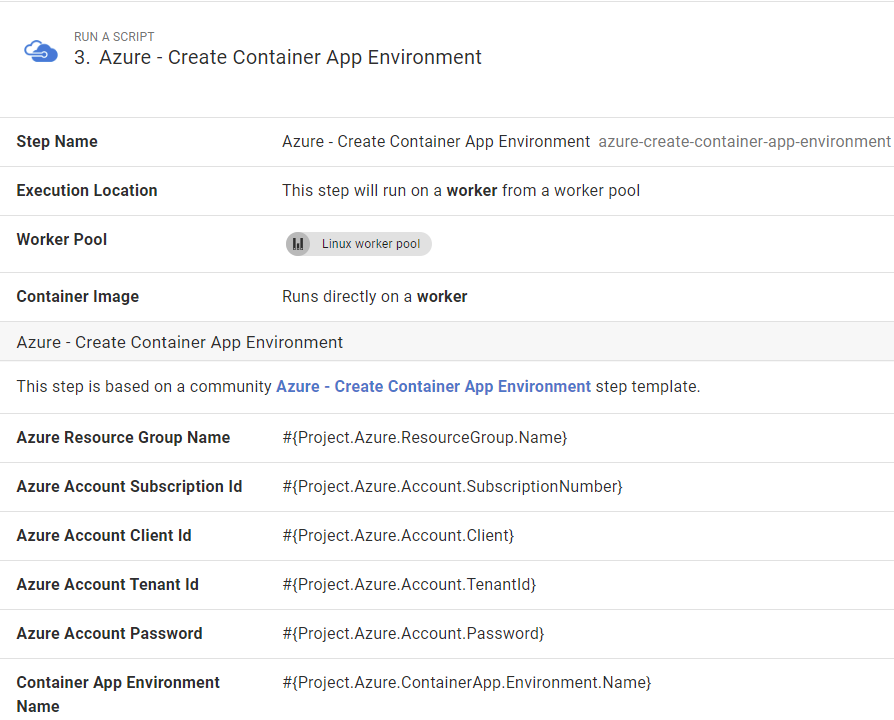 RUN A SCRIPT
3. Azure - Create Container App Environment
Step Name Azure - Create Container App Environment azure-create-container-app-environment
Execution Location This step will run on a worker from a worker pool
Worker Pool Linux worker pool
Container Image Runs directly on a worker
Azure - Create Container App Environment
This step is based on a community Azure - Create Container App Environment step template.
Azure Resource Group Name #{Project.Azure.ResourceGroup.Name}
Azure Account Subscription Id #{Project.Azure.Account.SubscriptionNumber}
Azure Account Client Id #{Project.Azure.Account.Client}
Azure Account Tenant Id #{Project.Azure.Account.TenantId}
Azure Account Password #{Project.Azure.Account.Password}
Container App Environment #{Project.Azure.ContainerApp.Environment.Name}
Name